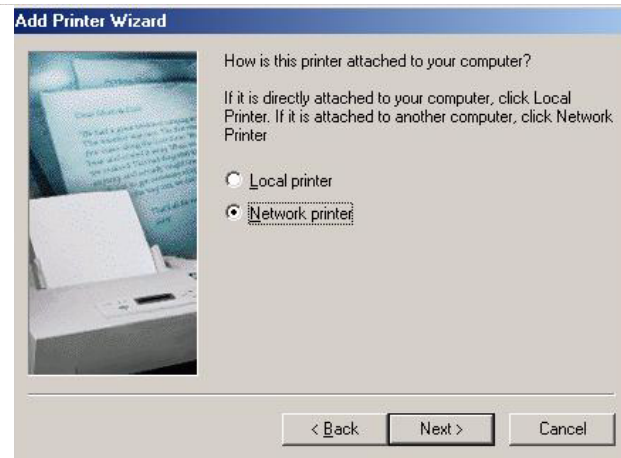 Add Printer Wizard
How is this printer attached to your computer?
If it is directly attached to your computer, click Local
Printer. If it is attached to another computer, click Network
Printer
Local printer
Network printer
< Back
Next >
Cancel